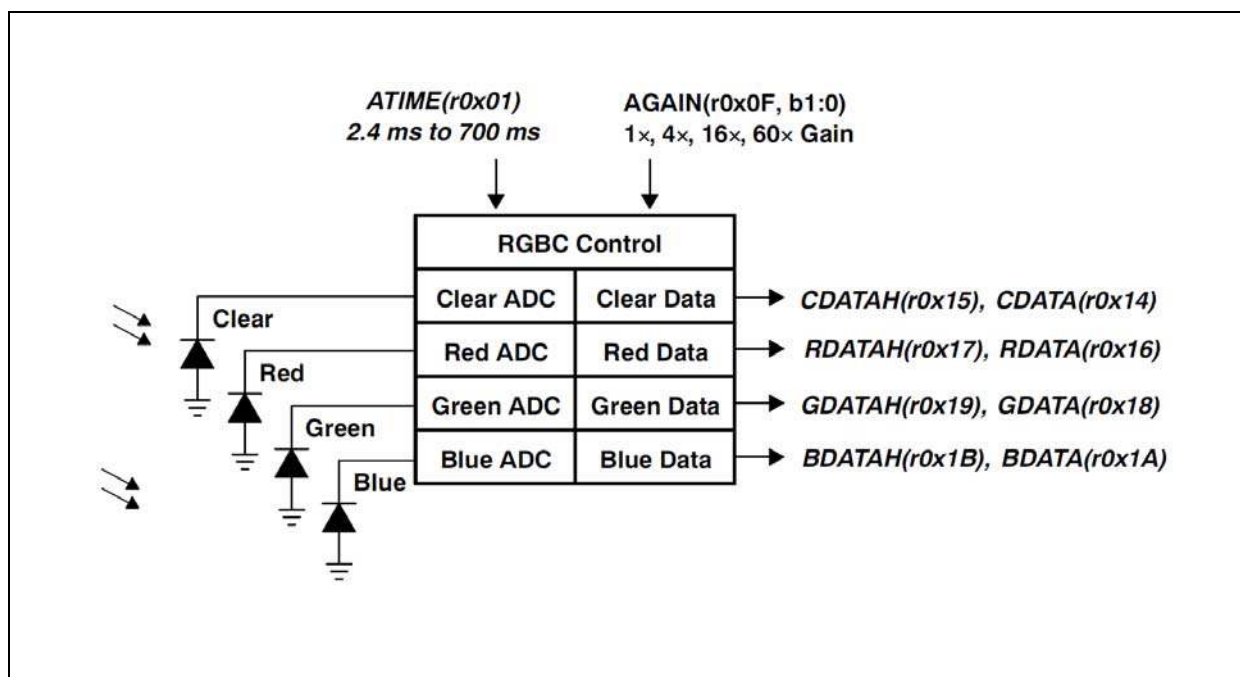 ATIME(r0x01)
2.4 ms to 700 ms
AGAIN(r0x0F, b1:0)
1×, 4×, 16×, 60× Gain
RGBC Control
Clear ADC
Clear Data
CDATAH(r0x15), CDATA(r0x14)
Clear
Red ADC
Red Data
RDATAH(r0x17), RDATA(r0x16)
Red
Green ADC
Green Data
GDATAH(r0x19), GDATA(r0x18)
Green
Blue ADC
Blue Data
BDATAH(r0x1B), BDATA(r0x1A)
Blue